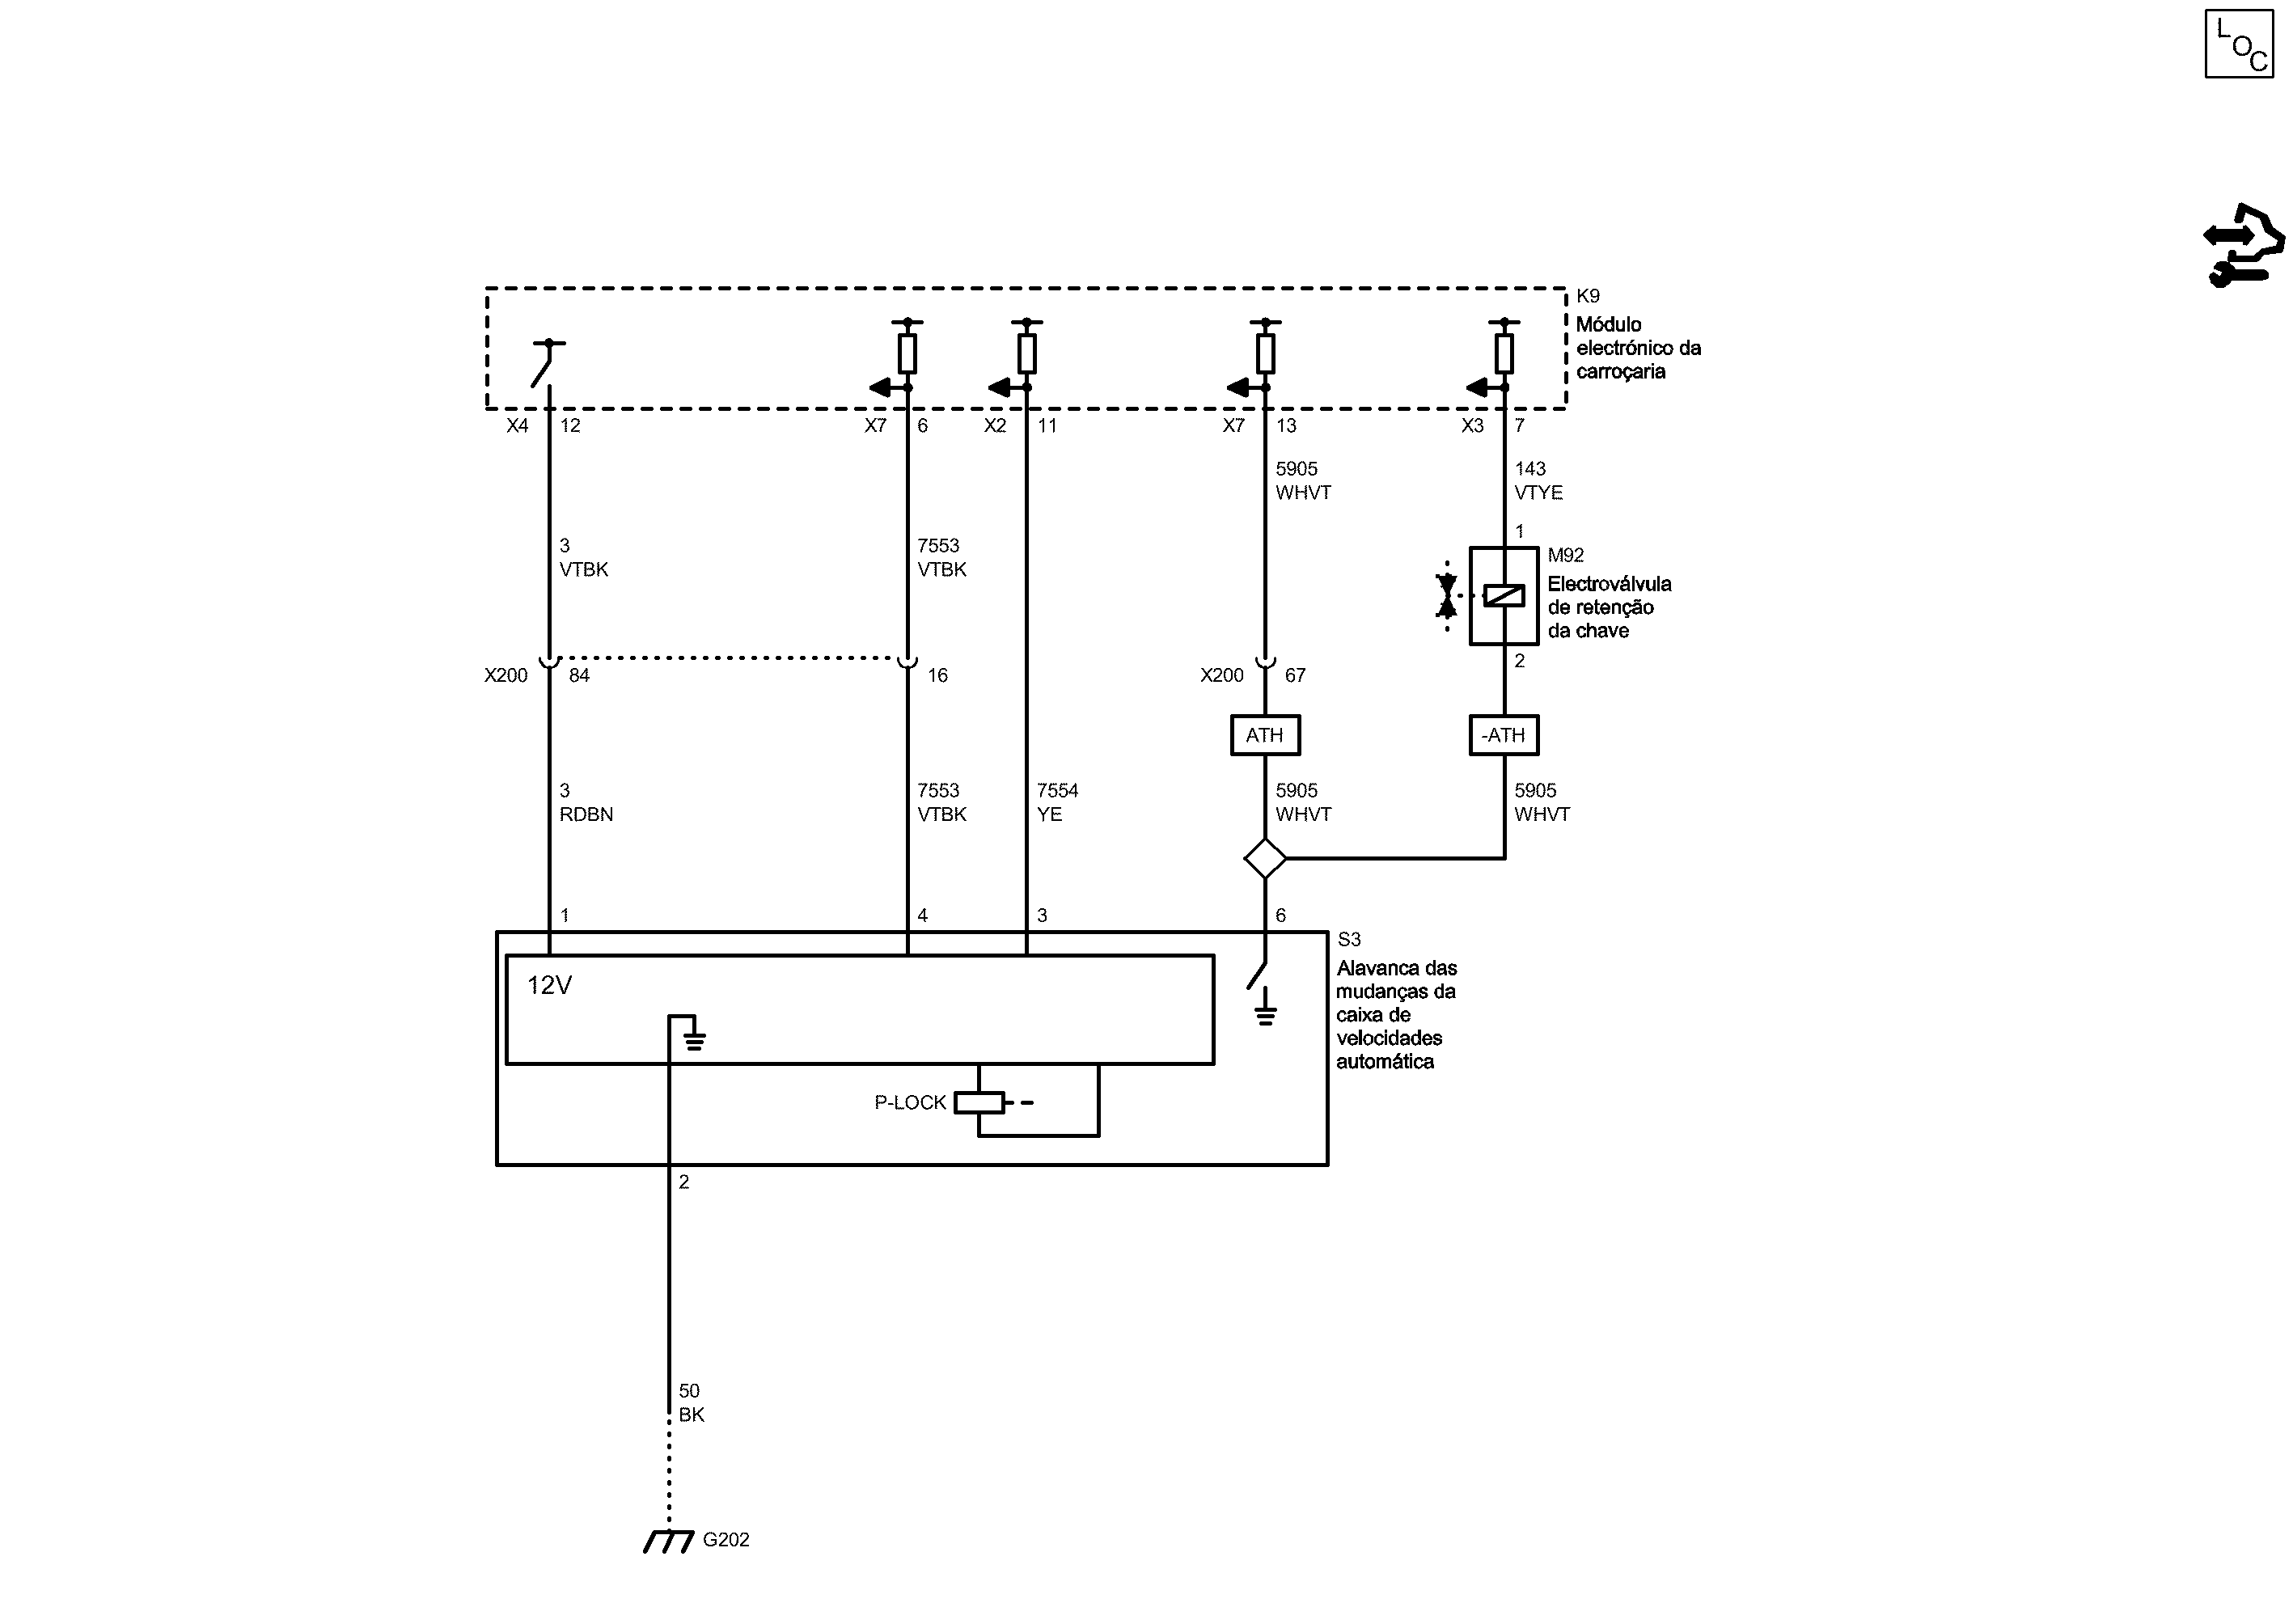 LOC
K9
Módulo
electrónico da
carroçaria
X4 12
X7 6
X2 11
X7 13
X3 7
5905
WHVT
143
VTYE
1
3
VTBK
7553
VTBK
M92
Electroválvula
de retenção
da chave
2
X200 84
16
X200 67
ATH
-ATH
3
RDBN
7553
VTBK
7554
YE
5905
WHVT
5905
WHVT
1
4
3
6
S3
Alavanca das
mudanças da
caixa de
velocidades
automática
12V
P-LOCK
2
50
BK
G202